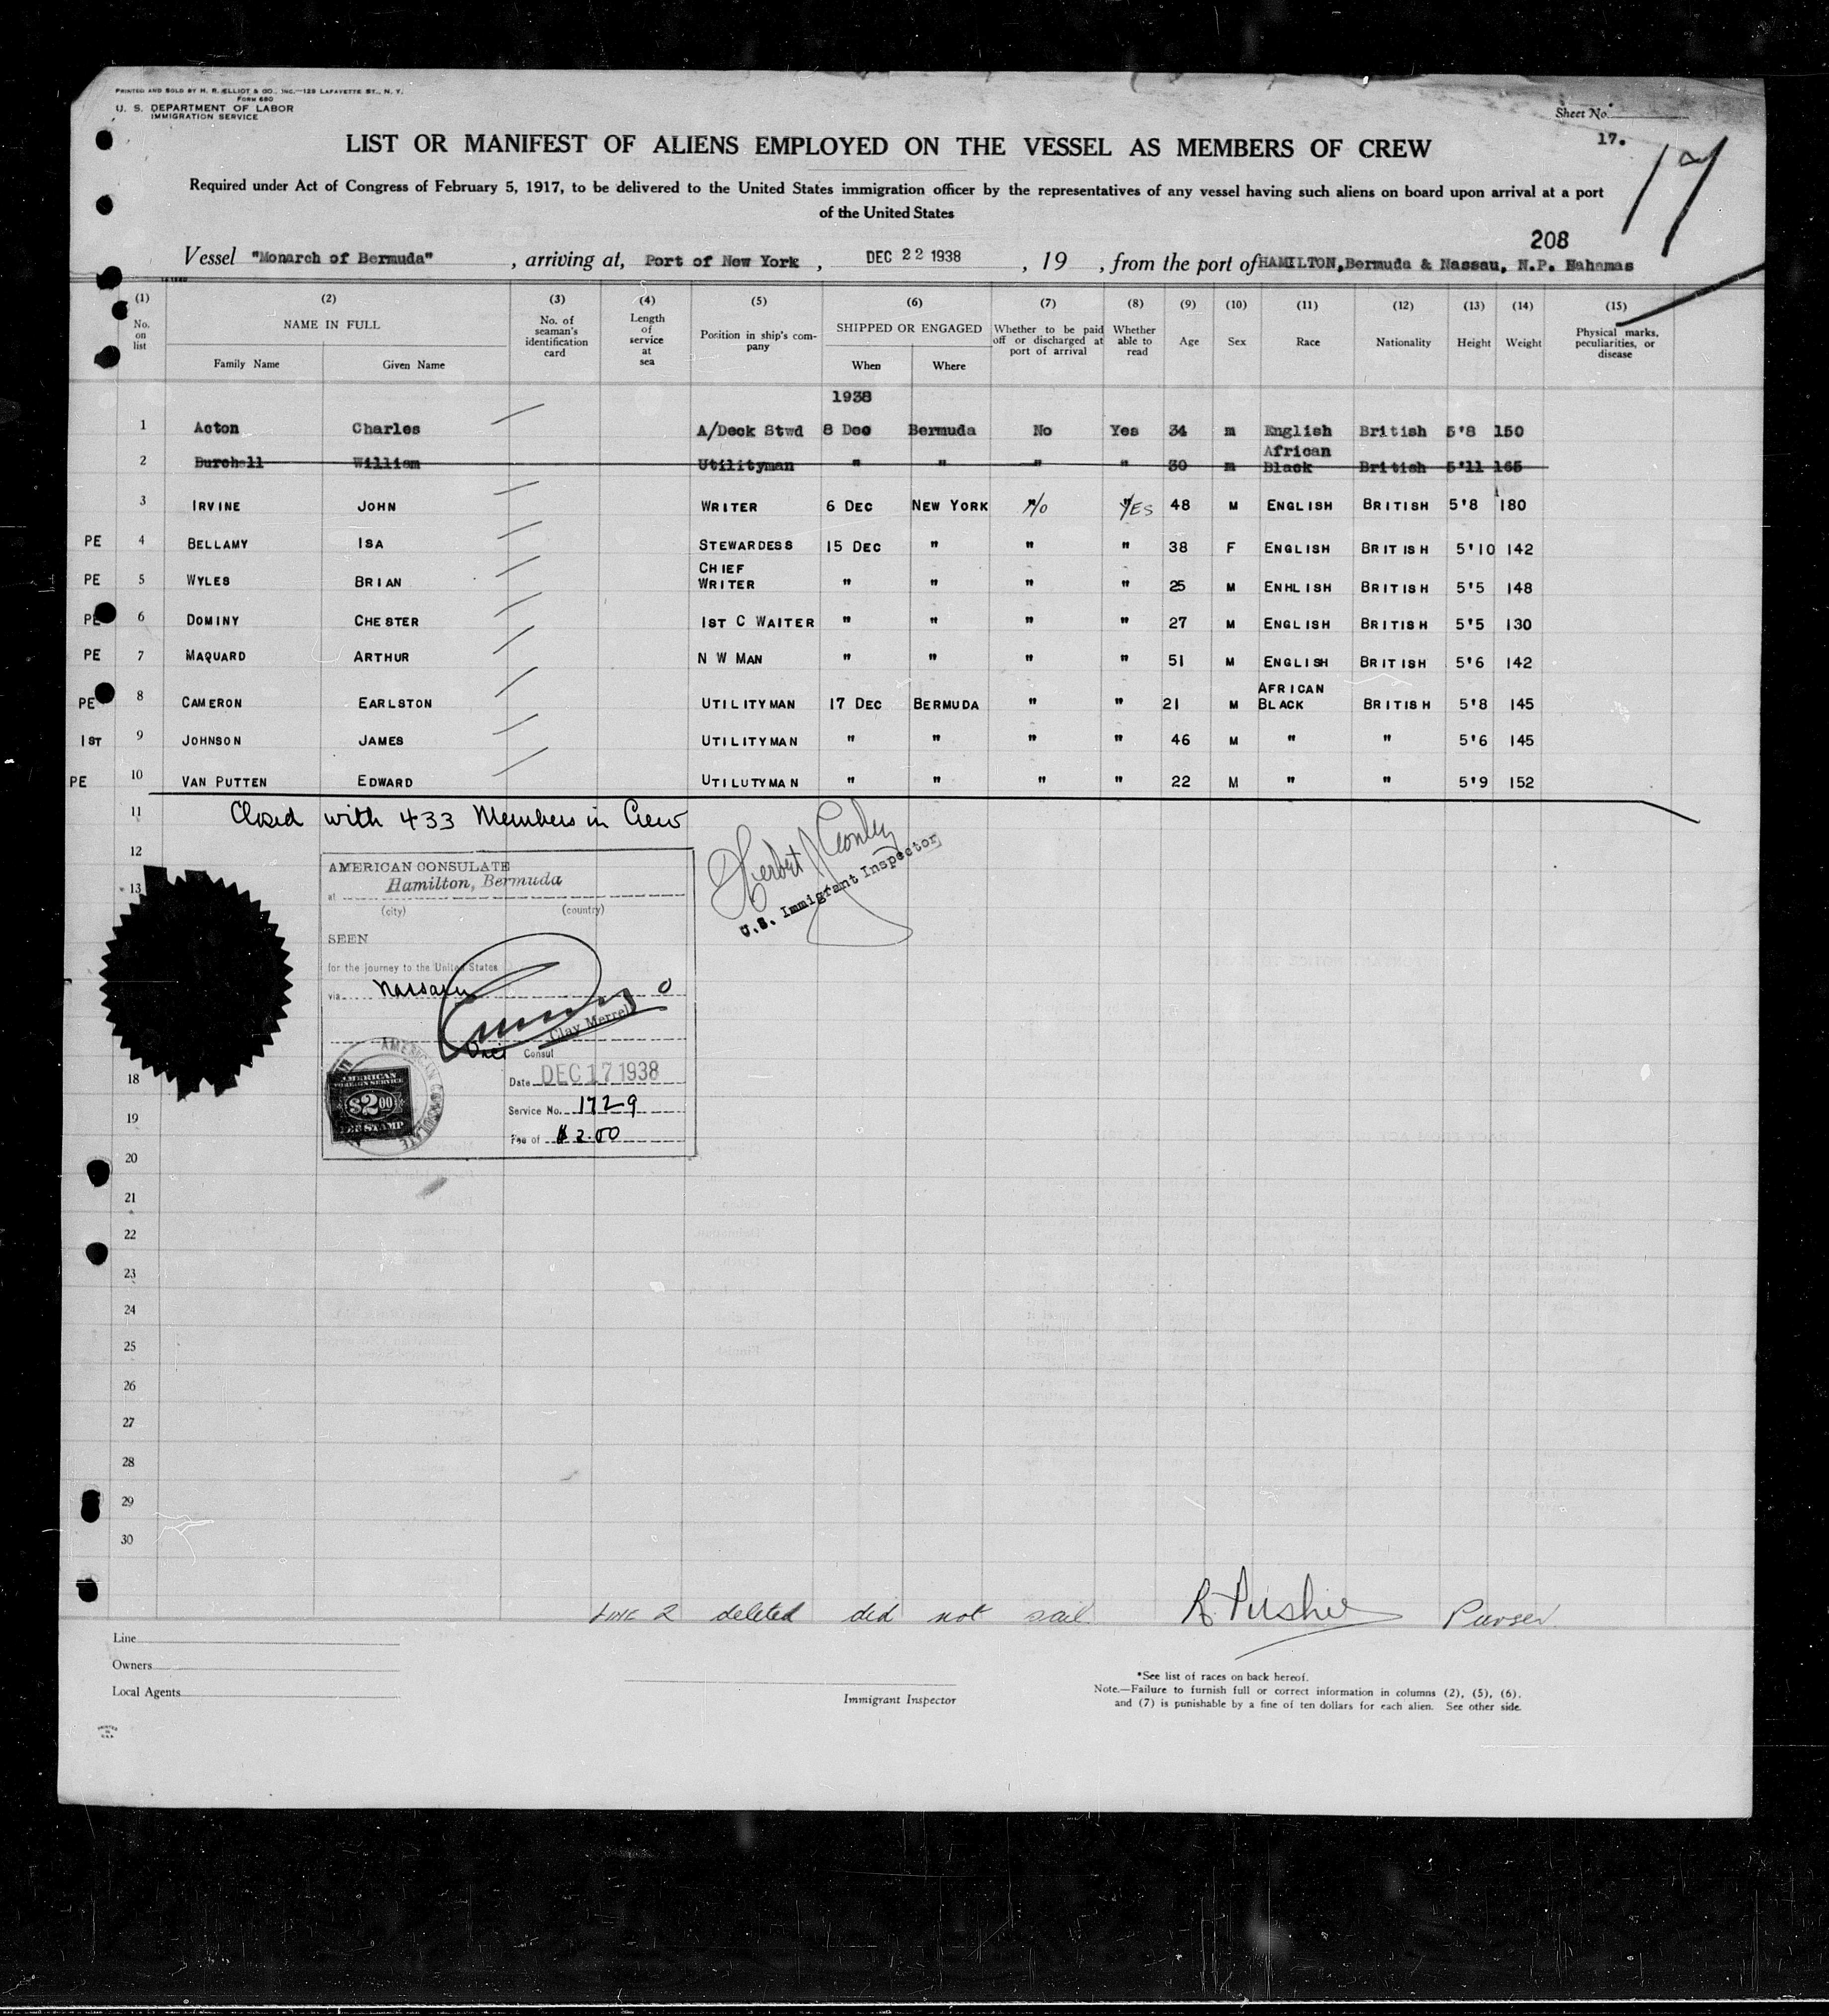 PRINTED AND SOLD BY H. R. ELLIOT & CO., INC.—128 LAFAYETTE ST., N. Y.
FORM 680
U. S. DEPARTMENT OF LABOR
IMMIGRATION SERVICE
Sheet No.
17.
17
LIST OR MANIFEST OF ALIENS EMPLOYED ON THE VESSEL AS MEMBERS OF CREW
Required under Act of Congress of February 5, 1917, to be delivered to the United States immigration officer by the representatives of any vessel having such aliens on board upon arrival at a port
of the United States
208
Vessel "Monarch of Bermuda" , arriving at, Port of New York , DEC 22 1938 , 19 , from the port of HAMILTON,Bermuda & Nassau, N.P. Bahamas
(1) (2) (3) (4) (5) (6) (7) (8) (9) (10) (11) (12) (13) (14) (15)
No. on list NAME IN FULL Family Name Given Name No. of seaman's identification card Length of service at sea Position in ship's company SHIPPED OR ENGAGED When Where Whether to be paid off or discharged at port of arrival Whether able to read Age Sex Race Nationality Height Weight Physical marks, peculiarities, or disease
1938
1 Acton Charles A/Deck Stwd 8 Dec Bermuda No Yes 34 m English British 5'8 150
2 Burchell William Utilityman " " " " 30 m African Black British 5'11 165
3 IRVINE JOHN WRITER 6 DEC NEW YORK No YES 48 M ENGLISH BRITISH 5'8 180
PE 4 BELLAMY ISA STEWARDESS 15 DEC " " " 38 F ENGLISH BRITISH 5'10 142
PE 5 WYLES BRIAN CHIEF WRITER " " " " 25 M ENHLISH BRITISH 5'5 148
PE 6 DOMINY CHESTER 1ST C WAITER " " " " 27 M ENGLISH BRITISH 5'5 130
PE 7 MAQUARD ARTHUR N W MAN " " " " 51 M ENGLISH BRITISH 5'6 142
PE 8 CAMERON EARLSTON UTILITYMAN 17 DEC BERMUDA " " 21 M AFRICAN BLACK BRITISH 5'8 145
1ST 9 JOHNSON JAMES UTILITYMAN " " " " 46 M " " 5'6 145
PE 10 VAN PUTTEN EDWARD UTILUTYMAN " " " " 22 M " " 5'9 152
11 Closed with 433 Members in Crew
12
13
AMERICAN CONSULATE
at Hamilton, Bermuda
(city) (country)
SEEN
for the journey to the United States
via Nassau
Clay Merrell
Vice Consul
Date DEC 17 1938
Service No. 1729
Fee of $2.00
AMERICAN CONSULATE
AMERICAN
FOREIGN SERVICE
$2.00
FEE STAMP
Herbert J Conley
U.S. Immigrant Inspector
18
19
20
21
22
23
24
25
26
27
28
29
30
LINE 2 deleted did not sail Purser
Line
Owners
Local Agents
Immigrant Inspector
*See list of races on back hereof.
Note.—Failure to furnish full or correct information in columns (2), (5), (6),
and (7) is punishable by a fine of ten dollars for each alien. See other side.
PRINTED
IN
U.S.A.